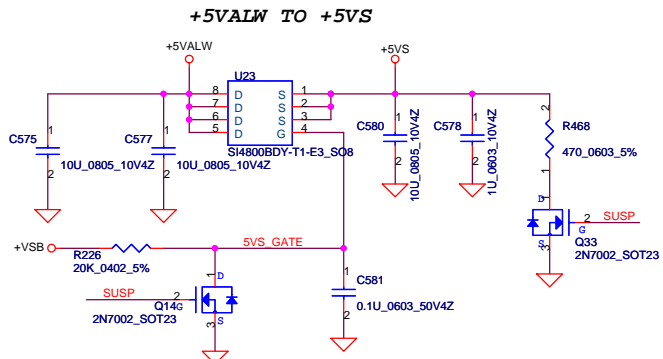 +5VALW TO +5VS
+5VALW
+5VS
U23
8 D S 1
7 D S 2
6 D S 3
5 D G 4
SI4800BDY-T1-E3_SO8
C575
1
2
10U_0805_10V4Z
C577
1
2
10U_0805_10V4Z
C580
1
2
10U_0805_10V4Z
C578
1
2
1U_0603_10V4Z
2
R468
470_0603_5%
1
D
SUSP
2
G
S
3
Q33
2N7002_SOT23
+VSB
R226
20K_0402_5%
5VS_GATE
1
D
SUSP
2
G
Q14
S
3
2N7002_SOT23
1
C581
0.1U_0603_50V4Z
2